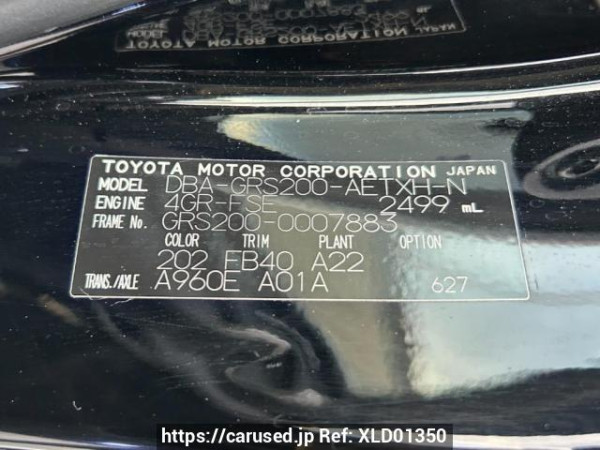 TOYOTA MOTOR CORPORATION JAPAN
MODEL DBA-GRS200-AETXH-N
ENGINE 4GR-FSE 2499 mL
FRAME No. GRS200-0007883
COLOR TRIM PLANT OPTION
202 FB40 A22
TRANS./AXLE A960E A01A 627
https://carused.jp Ref: XLD01350